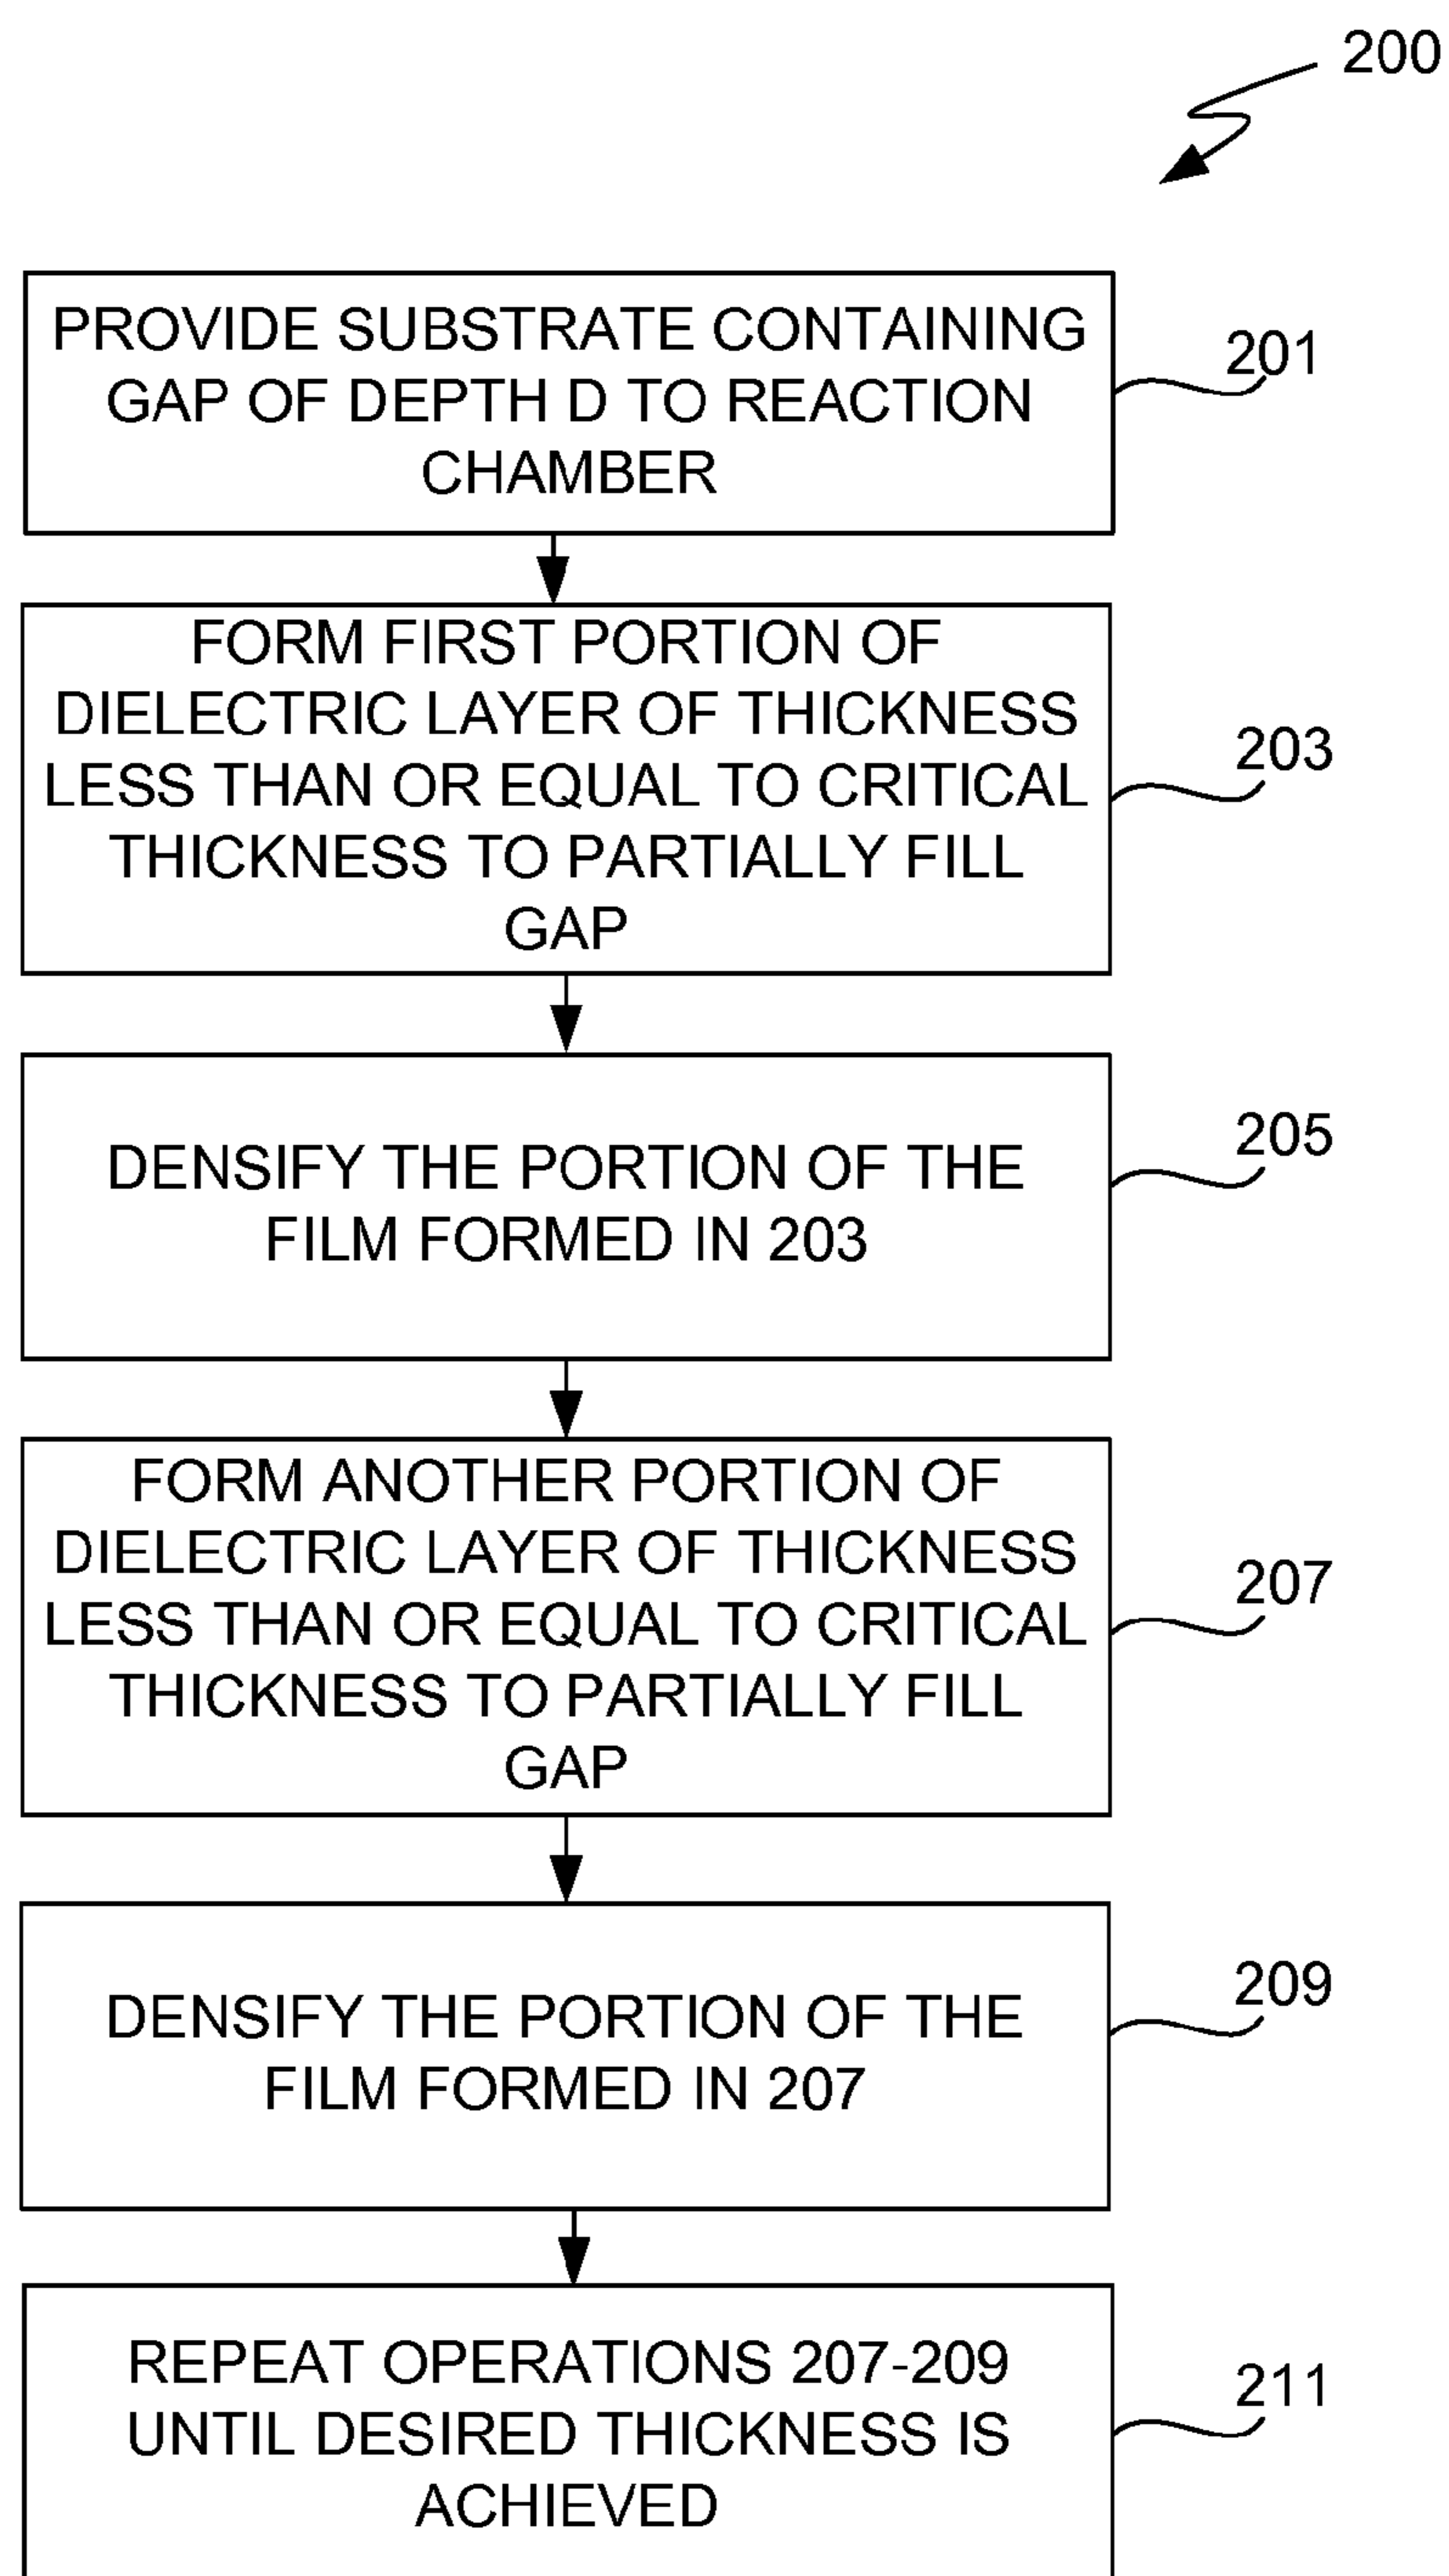 200
PROVIDE SUBSTRATE CONTAINING
GAP OF DEPTH D TO REACTION
CHAMBER
201
FORM FIRST PORTION OF
DIELECTRIC LAYER OF THICKNESS
LESS THAN OR EQUAL TO CRITICAL
THICKNESS TO PARTIALLY FILL
GAP
203
DENSIFY THE PORTION OF THE
FILM FORMED IN 203
205
FORM ANOTHER PORTION OF
DIELECTRIC LAYER OF THICKNESS
LESS THAN OR EQUAL TO CRITICAL
THICKNESS TO PARTIALLY FILL
GAP
207
DENSIFY THE PORTION OF THE
FILM FORMED IN 207
209
REPEAT OPERATIONS 207-209
UNTIL DESIRED THICKNESS IS
ACHIEVED
211